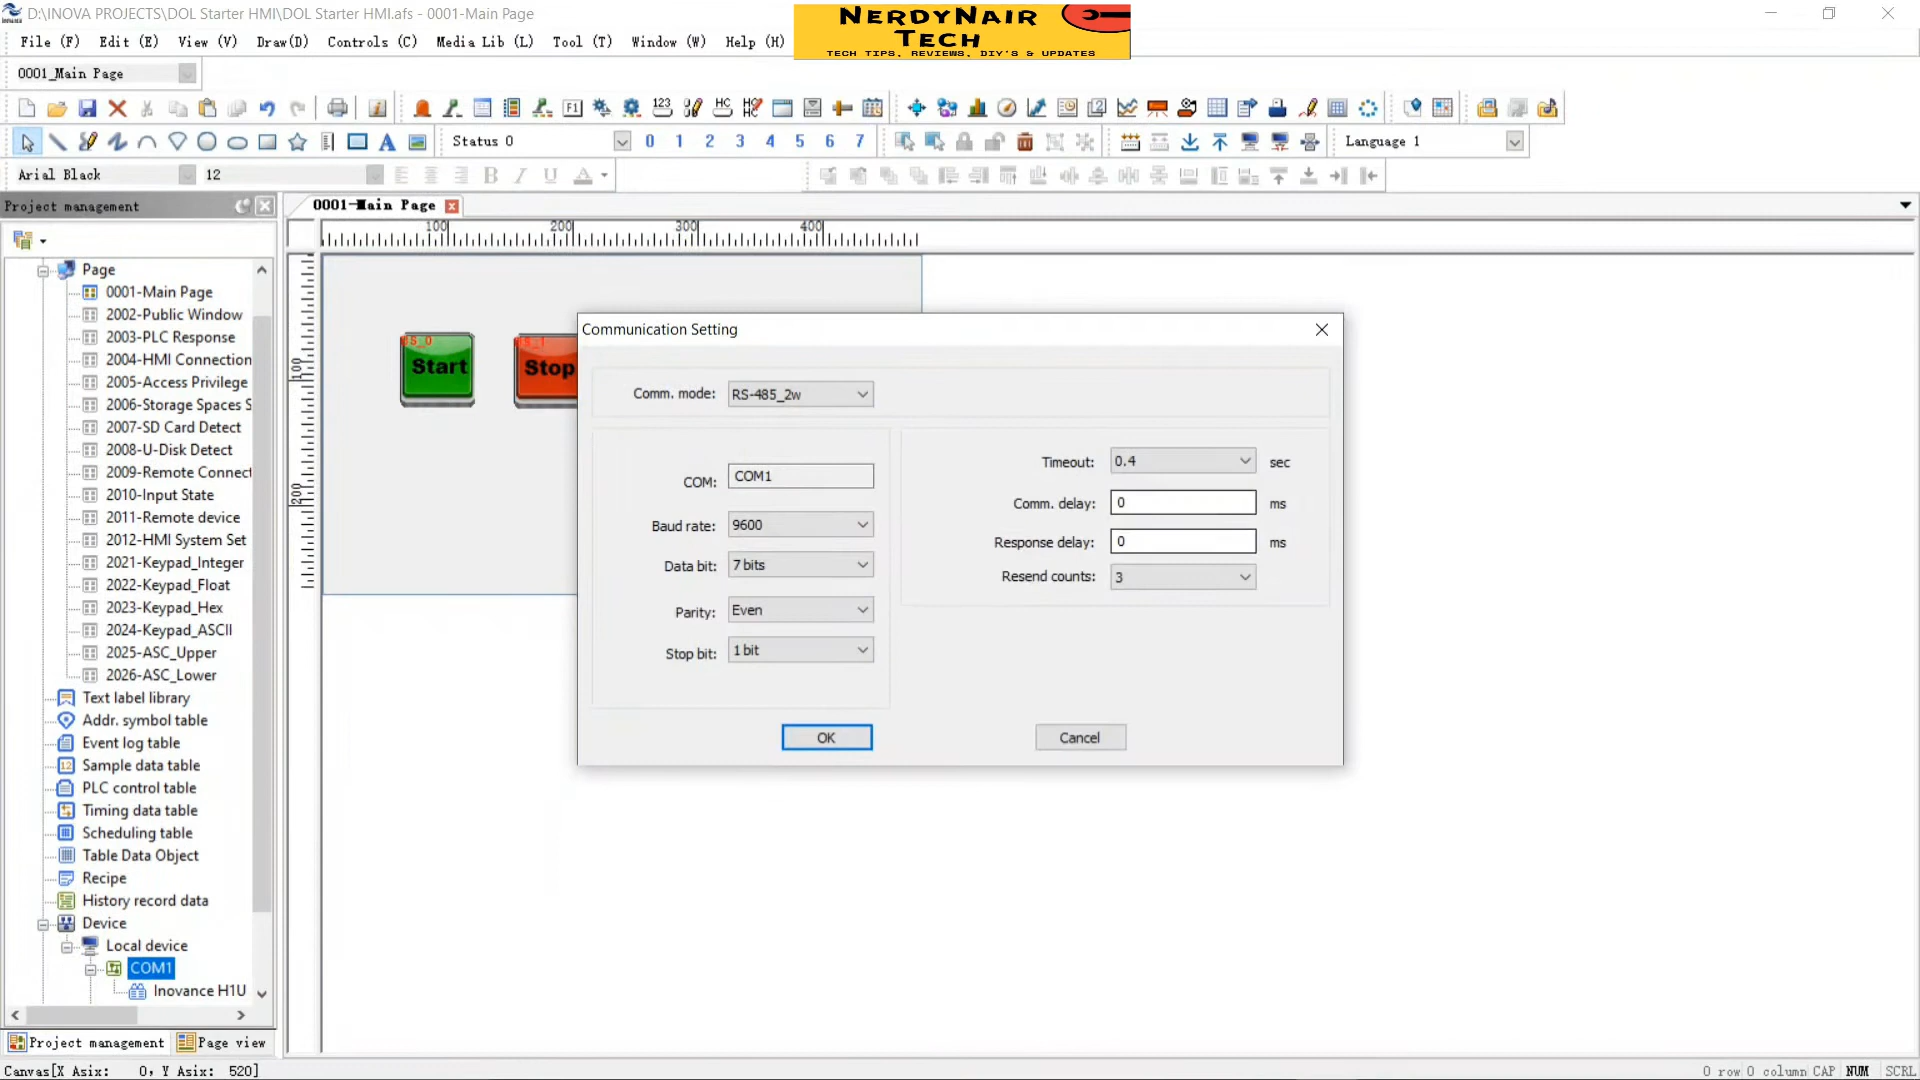 D:\INOVA PROJECTS\DOL Starter HMI\DOL Starter HMI.afs - 0001-Main Page
NERDYNAIR
TECH
TECH TIPS, REVIEWS, DIY'S & UPDATES
File (F) Edit (E) View (V) Draw(D) Controls (C) Media Lib (L) Tool (T) Window (W) Help (H)
0001_Main Page
Status 0 0 1 2 3 4 5 6 7 Language 1
Arial Black 12
Project management
0001-Main Page
100 200 300 400
100
200
Page
0001-Main Page
2002-Public Window
2003-PLC Response
2004-HMI Connection
2005-Access Privilege
2006-Storage Spaces S
2007-SD Card Detect
2008-U-Disk Detect
2009-Remote Connect
2010-Input State
2011-Remote device
2012-HMI System Set
2021-Keypad_Integer
2022-Keypad_Float
2023-Keypad_Hex
2024-Keypad_ASCII
2025-ASC_Upper
2026-ASC_Lower
Text label library
Addr. symbol table
Event log table
Sample data table
PLC control table
Timing data table
Scheduling table
Table Data Object
Recipe
History record data
Device
Local device
COM1
Inovance H1U
Project management Page view
BS_0
Start
BS_1
Stop
Communication Setting
Comm. mode: RS-485_2w
COM: COM1
Baud rate: 9600
Data bit: 7 bits
Parity: Even
Stop bit: 1 bit
Timeout: 0.4 sec
Comm. delay: 0 ms
Response delay: 0 ms
Resend counts: 3
OK Cancel
Canvas[X Asix: 0, Y Asix: 520]
0 row 0 column CAP NUM SCRL